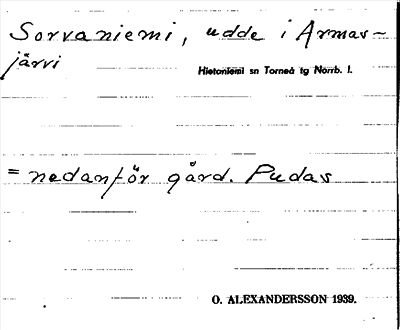 Sorvaniemi, udde i Armas-
järvi
Hietaniemi sn Torneå tg Norrb. l.
= nedanför gård. Pudas
O. ALEXANDERSSON 1939.